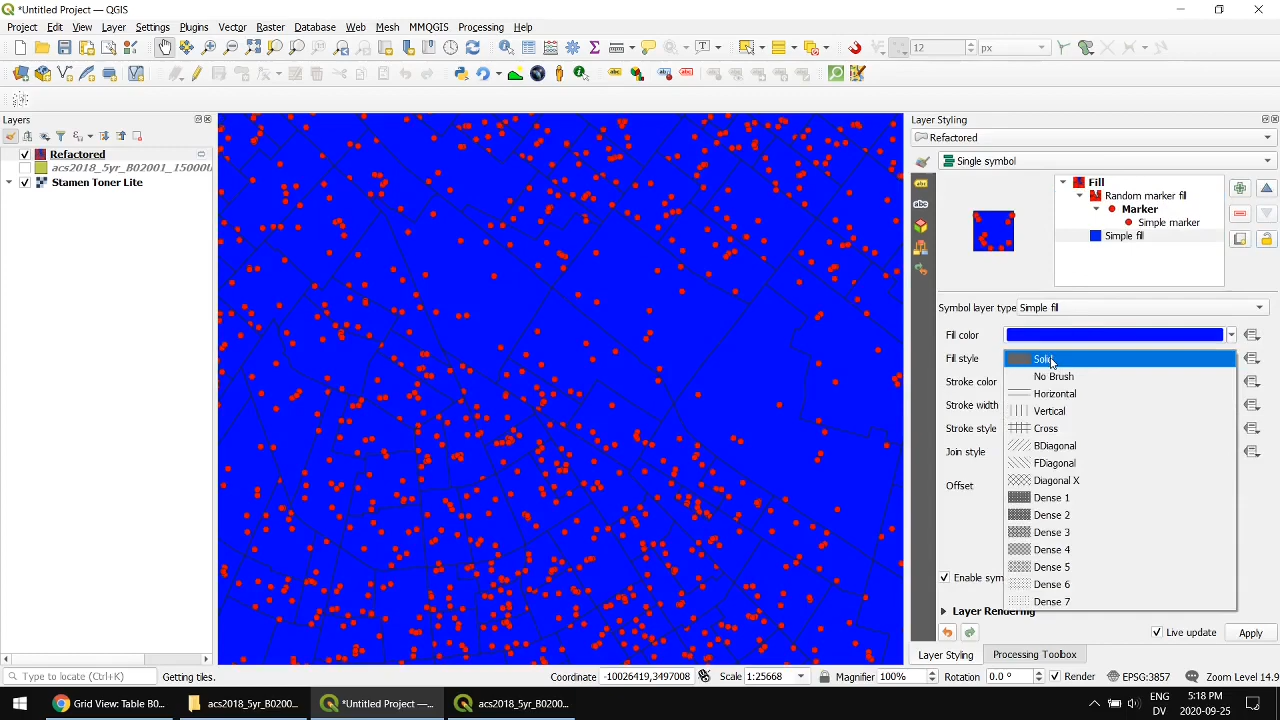 *Untitled Project — QGIS
Project Edit View Layer Settings Plugins Vector Raster Database Web Mesh MMQGIS Processing Help
12 px
Layers
Layer Styling
Refactored
Refactored
acs2018_5yr_B02001_15000U
Stamen Toner Lite
Single symbol
Fill
Random marker fill
Marker
Simple marker
Simple fill
Symbol layer type Simple fill
Fill color
Fill style
Solid
No Brush
Stroke color
Horizontal
Stroke width
Vertical
Stroke style
Cross
Join style
BDiagonal
FDiagonal
Offset
Diagonal X
Dense 1
Dense 2
Dense 3
Dense 4
Dense 5
Enable sym
Dense 6
Dense 7
Layer Rendering
Live update Apply
Layer Styling Processing Toolbox
Type to locate (Ctrl+K) Getting tiles. Coordinate -10026419,3497008 Scale 1:25668 Magnifier 100% Rotation 0.0 ° Render EPSG:3857
Zoom Level 14.9
Grid View: Table B0... acs2018_5yr_B0200... *Untitled Project —... acs2018_5yr_B0200...
ENG 5:18 PM
DV 2020-09-25